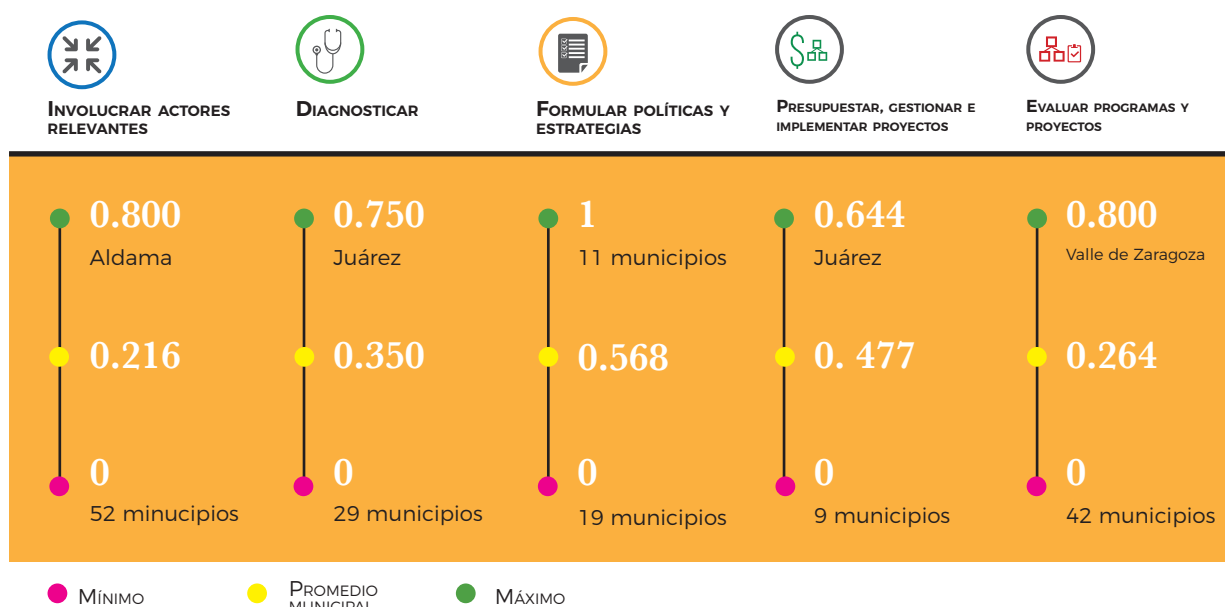 INVOLUCRAR ACTORES
RELEVANTES
DIAGNOSTICAR
FORMULAR POLÍTICAS Y
ESTRATEGIAS
PRESUPUESTAR, GESTIONAR E
IMPLEMENTAR PROYECTOS
EVALUAR PROGRAMAS Y
PROYECTOS
0.800
Aldama
0.750
Juárez
1
11 municipios
0.644
Juárez
0.800
Valle de Zaragoza
0.216
0.350
0.568
0. 477
0.264
0
52 minucipios
0
29 municipios
0
19 municipios
0
9 municipios
0
42 municipios
MÍNIMO
PROMEDIO
MUNICIPAL
MÁXIMO